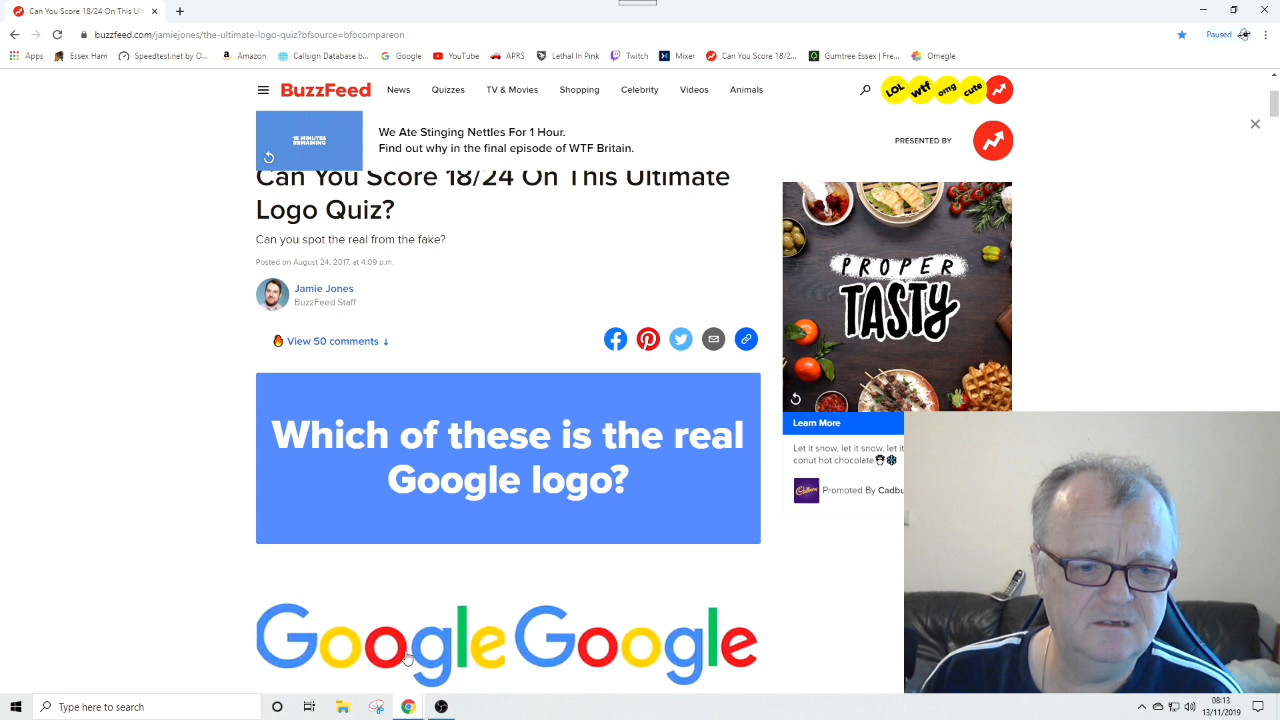 Can You Score 18/24 On This Ulti
buzzfeed.com/jamiejones/the-ultimate-logo-quiz?bfsource=bfocompareon
Paused
Apps
Essex Ham
Speedtest.net by O...
Amazon
Callsign Database b...
Google
YouTube
APRS
Lethal In Pink
Twitch
Mixer
Can You Score 18/2...
Gumtree Essex | Fre...
Omegle
BuzzFeed
News
Quizzes
TV & Movies
Shopping
Celebrity
Videos
Animals
LOL
wtf
omg
cute
15 MINUTES
REMAINING
We Ate Stinging Nettles For 1 Hour.
Find out why in the final episode of WTF Britain.
PRESENTED BY
Can You Score 18/24 On This Ultimate
Logo Quiz?
Can you spot the real from the fake?
Posted on August 24, 2017, at 4:09 p.m.
Jamie Jones
BuzzFeed Staff
View 50 comments ↓
PROPER
TASTY
Learn More
Let it snow, let it snow, let it
conut hot chocolate
Cadbury
Promoted By Cadbu
Which of these is the real
Google logo?
Google Google
Type here to search
08:13
13/11/2019